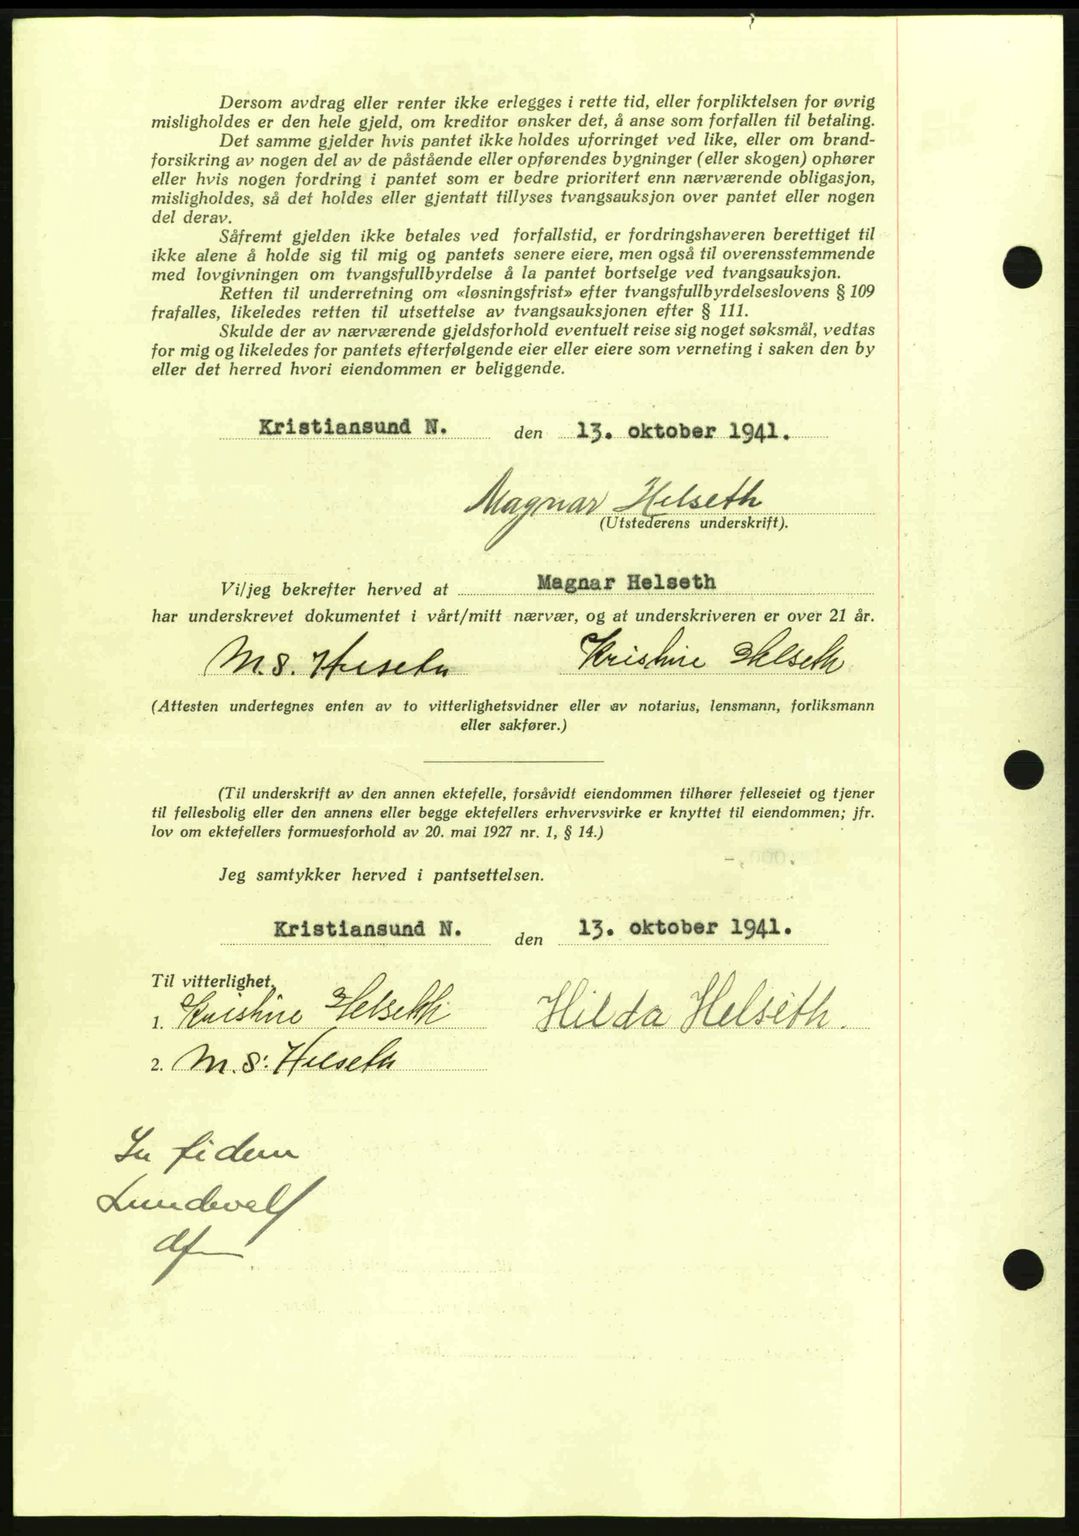 Dersom avdrag eller renter ikke erlegges i rette tid, eller forpliktelsen for øvrig
misligholdes er den hele gjeld, om kreditor ønsker det, å anse som forfallen til betaling.
Det samme gjelder hvis pantet ikke holdes uforringet ved like, eller om brand-
forsikring av nogen del av de påstående eller opførendes bygninger (eller skogen) ophører
eller hvis nogen fordring i pantet som er bedre prioritert enn nærværende obligasjon,
misligholdes, så det holdes eller gjentatt tillyses tvangsauksjon over pantet eller nogen
del derav.
Såfremt gjelden ikke betales ved forfallstid, er fordringshaveren berettiget til
ikke alene å holde sig til mig og pantets senere eiere, men også til overensstemmende
med lovgivningen om tvangsfullbyrdelse å la pantet bortselge ved tvangsauksjon.
Retten til underretning om «løsningsfrist» efter tvangsfullbyrdelseslovens § 109
frafalles, likeledes retten til utsettelse av tvangsauksjonen efter § 111.
Skulde der av nærværende gjeldsforhold eventuelt reise sig noget søksmål, vedtas
for mig og likeledes for pantets efterfølgende eier eller eiere som verneting i saken den by
eller det herred hvori eiendommen er beliggende.
Kristiansund N. den 13. oktober 1941.
Magnar Helseth
(Utstederens underskrift).
Vi/jeg bekrefter herved at Magnar Helseth
har underskrevet dokumentet i vårt/mitt nærvær, og at underskriveren er over 21 år.
M.S. Helseth Kristine Helseth
(Attesten undertegnes enten av to vitterlighetsvidner eller av notarius, lensmann, forliksmann
eller sakfører.)
(Til underskrift av den annen ektefelle, forsåvidt eiendommen tilhører felleseiet og tjener
til fellesbolig eller den annens eller begge ektefellers erhvervsvirke er knyttet til eiendommen; jfr.
lov om ektefellers formuesforhold av 20. mai 1927 nr. 1, § 14.)
Jeg samtykker herved i pantsettelsen.
Kristiansund N. den 13. oktober 1941.
Til vitterlighet,
1. Kristine Helseth Hilda Helseth.
2. M.S. Helseth
In fidem